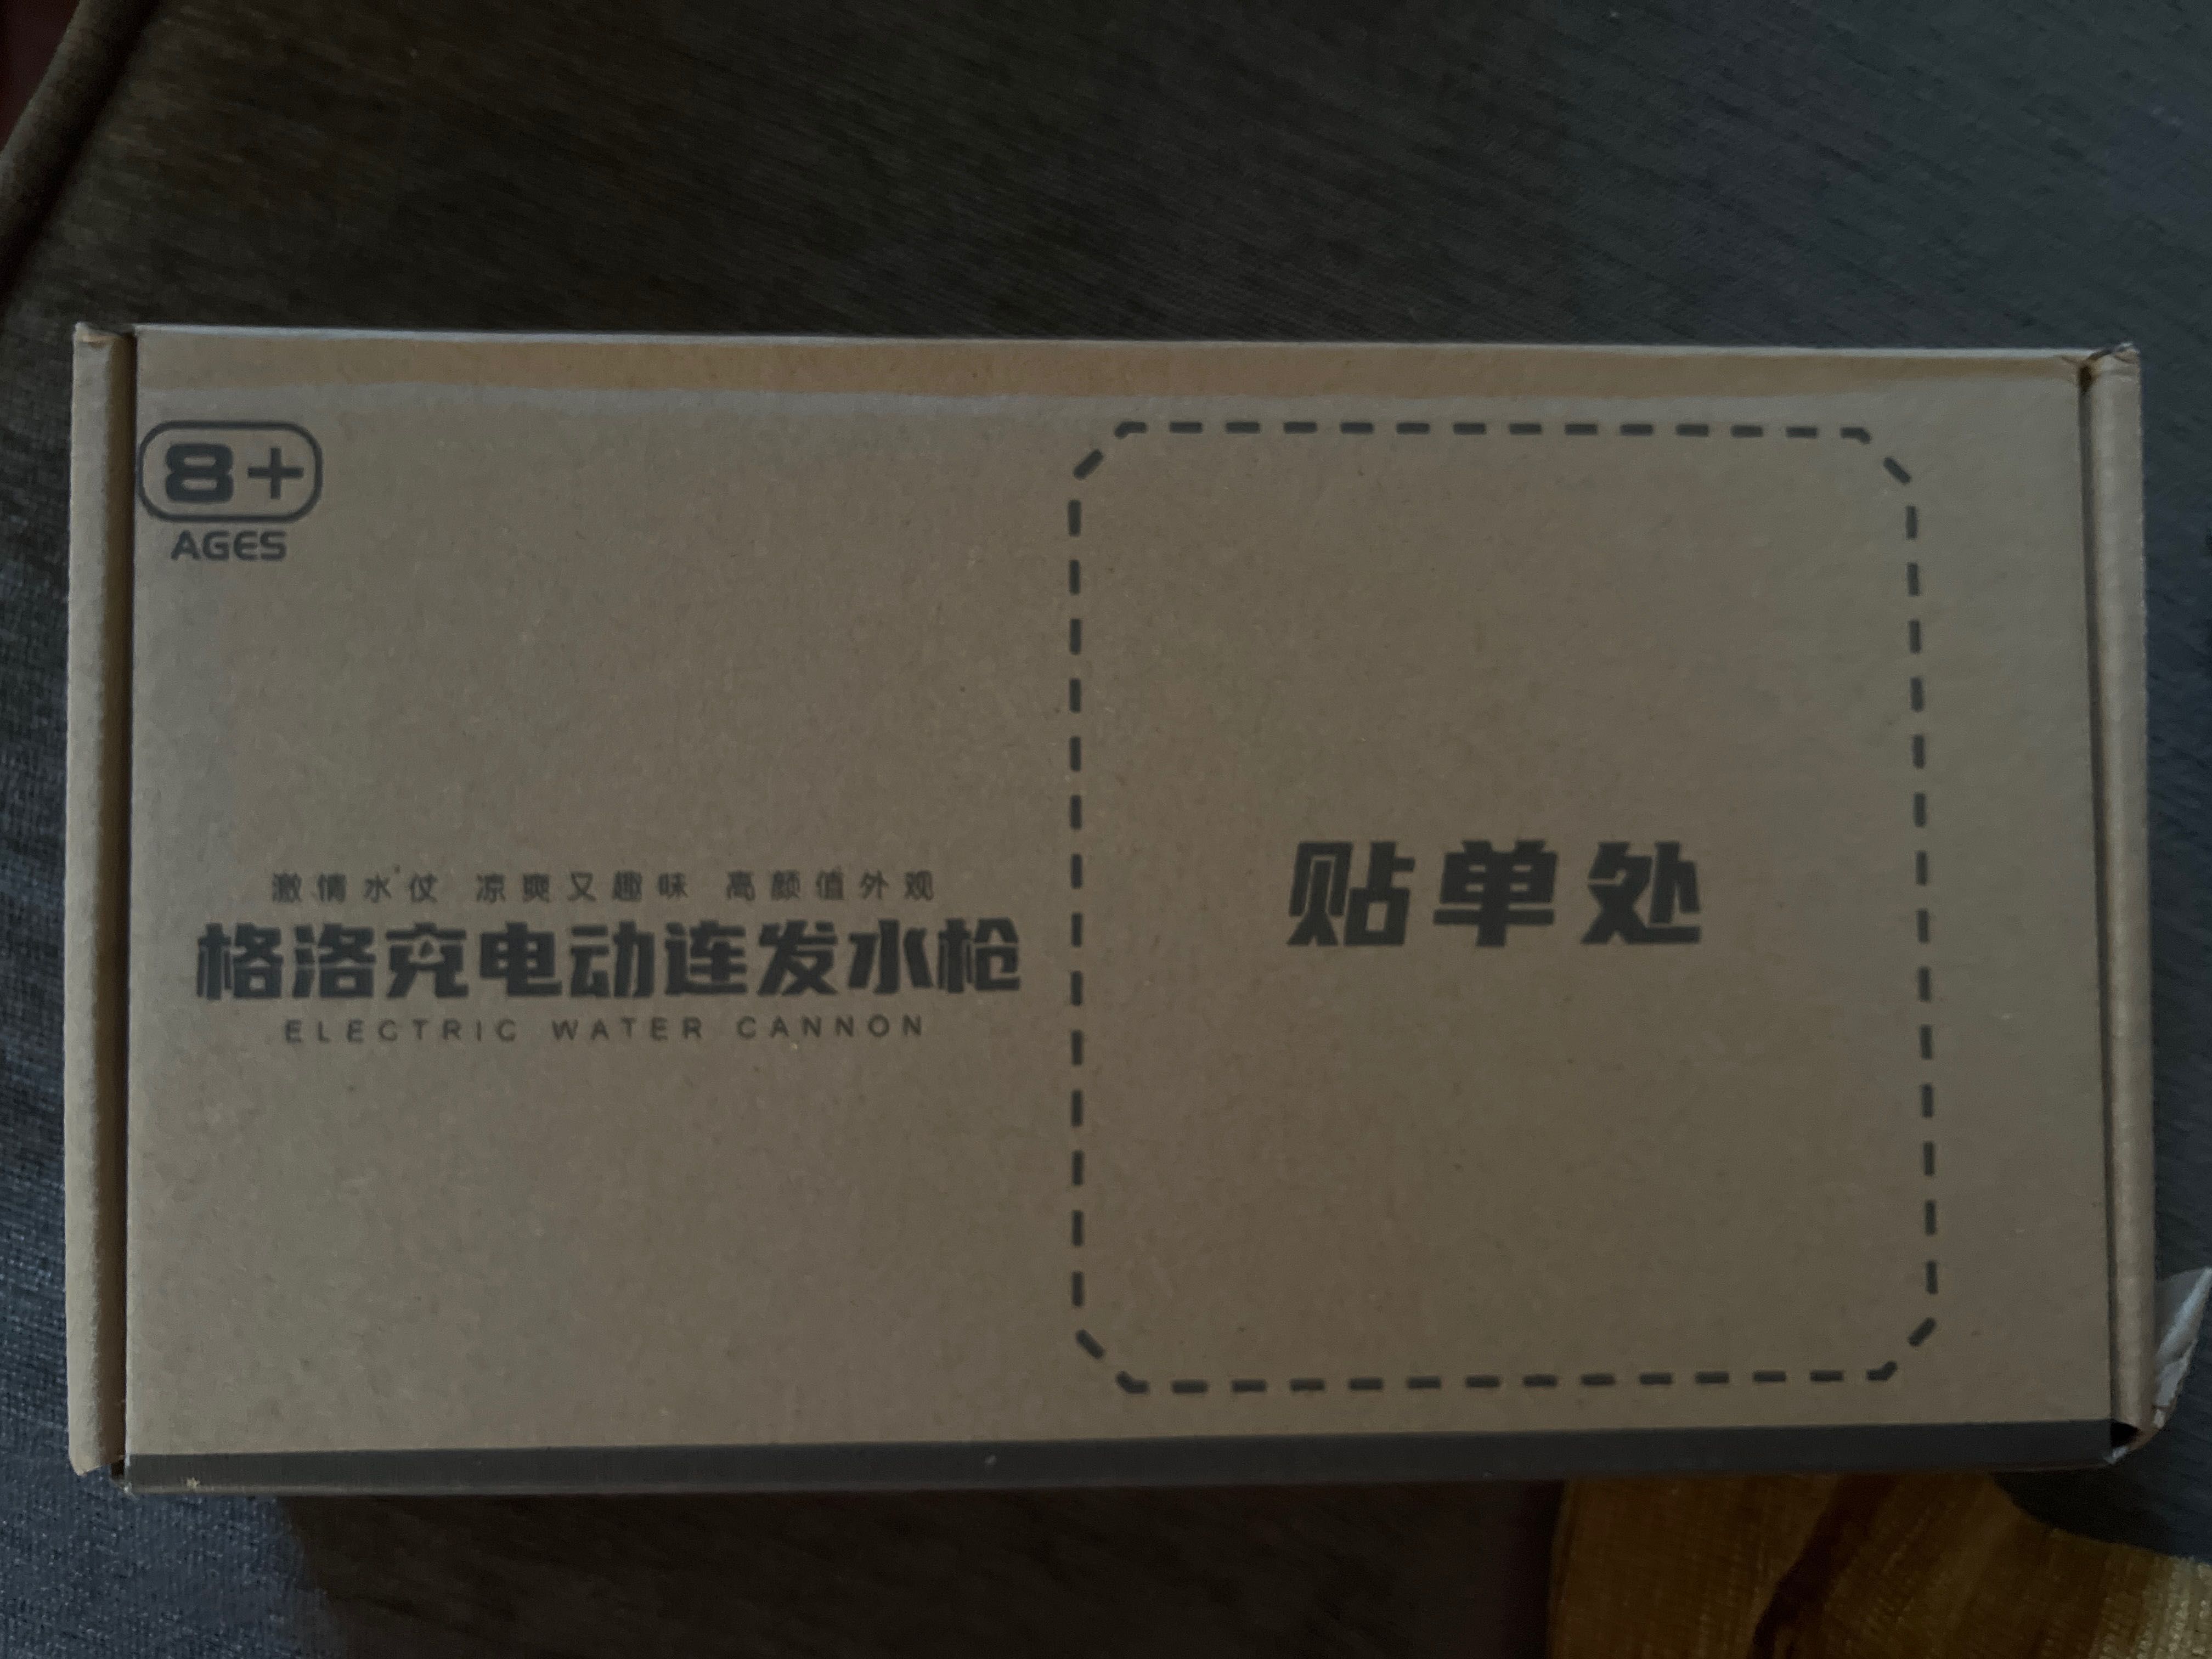 8+
AGES
激情水仗 凉爽又趣味 高颜值外观
格洛充电动连发水枪
ELECTRIC WATER CANNON
贴单处